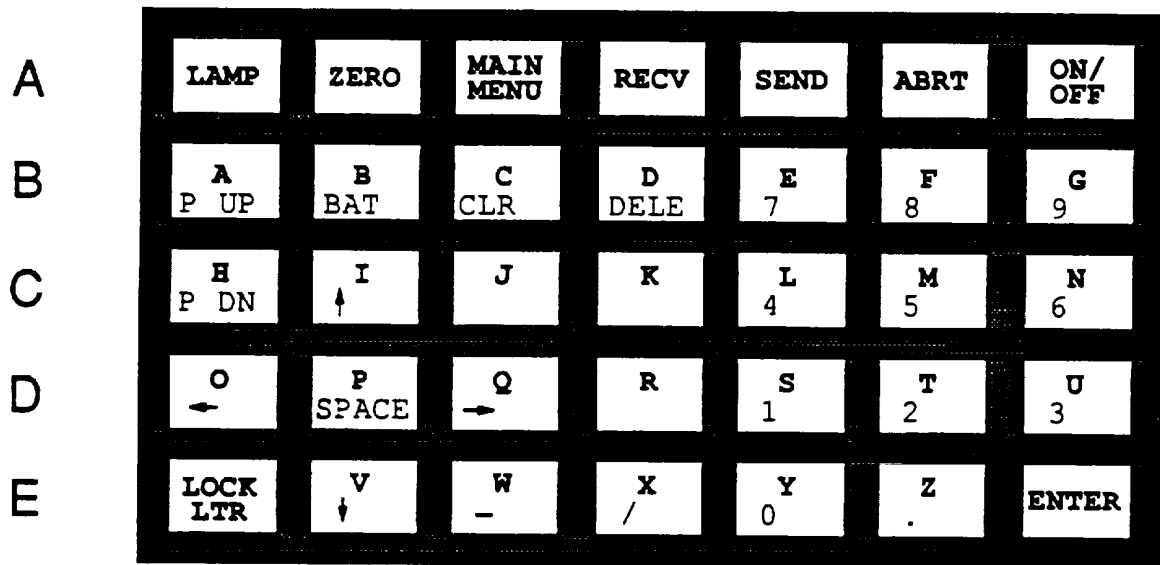 A LAMP ZERO MAIN MENU RECV SEND ABRT ON/ OFF
B A B C D E F G
P UP BAT CLR DELE 7 8 9
C H I J K L M N
P DN ↑ 4 5 6
D O P Q R S T U
← SPACE → 1 2 3
E LOCK LTR V W X Y Z ENTER
↓ – / 0 .